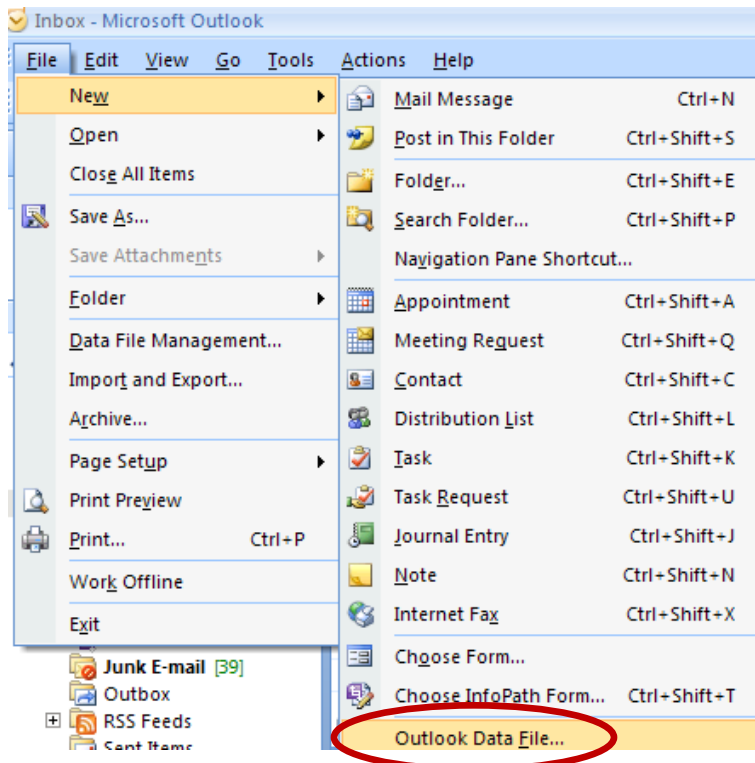 Inbox - Microsoft Outlook
File Edit View Go Tools Actions Help
New
Open
Close All Items
Save As...
Save Attachments
Folder
Data File Management...
Import and Export...
Archive...
Page Setup
Print Preview
Print... Ctrl+P
Work Offline
Exit
Mail Message Ctrl+N
Post in This Folder Ctrl+Shift+S
Folder... Ctrl+Shift+E
Search Folder... Ctrl+Shift+P
Navigation Pane Shortcut...
Appointment Ctrl+Shift+A
Meeting Request Ctrl+Shift+Q
Contact Ctrl+Shift+C
Distribution List Ctrl+Shift+L
Task Ctrl+Shift+K
Task Request Ctrl+Shift+U
Journal Entry Ctrl+Shift+J
Note Ctrl+Shift+N
Internet Fax Ctrl+Shift+X
Choose Form...
Choose InfoPath Form... Ctrl+Shift+T
Outlook Data File...
Junk E-mail [39]
Outbox
RSS Feeds
Sent Items